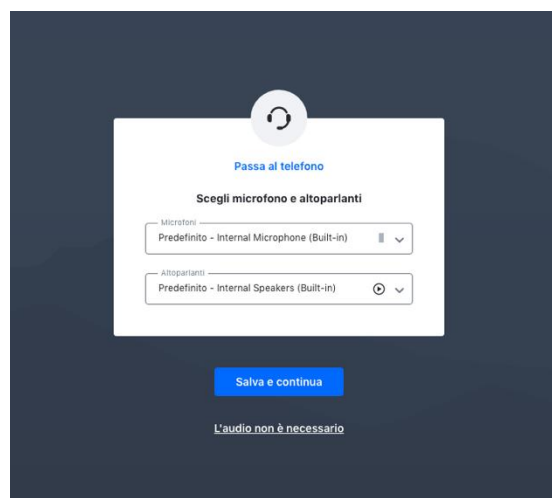 Passa al telefono
Scegli microfono e altoparlanti
Microfoni
Predefinito - Internal Microphone (Built-in)
Altoparlanti
Predefinito - Internal Speakers (Built-in)
Salva e continua
L'audio non è necessario